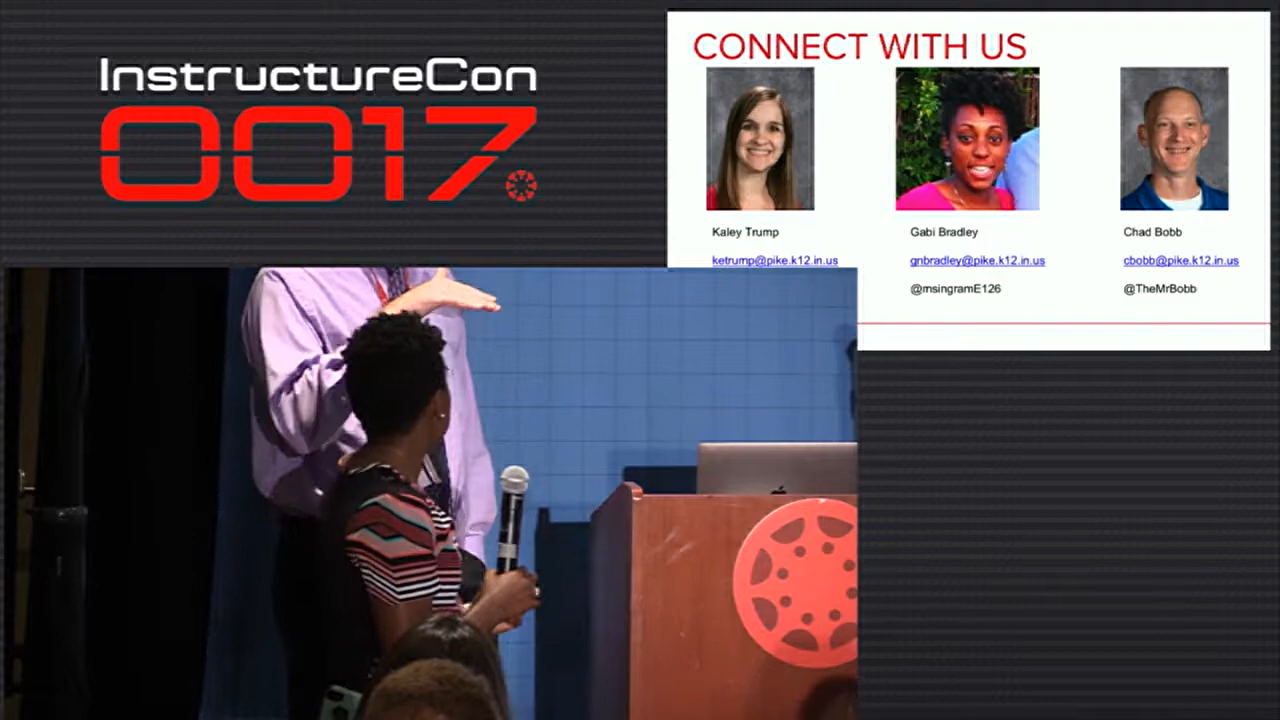 InstructureCon
0017
CONNECT WITH US
Kaley Trump
Gabi Bradley
Chad Bobb
ketrump@pike.k12.in.us
gnbradley@pike.k12.in.us
cbobb@pike.k12.in.us
@msingramE126
@TheMrBobb